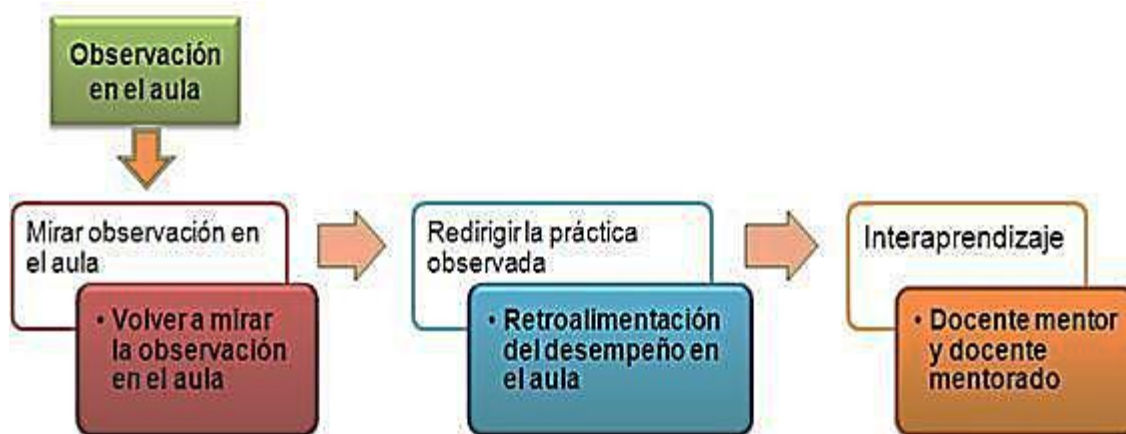 Observación
en el aula
Mirar observación en
el aula
• Volver a mirar
la observación
en el aula
Redirigir la práctica
observada
• Retroalimentación
del desempeño en
el aula
Interaprendizaje
• Docente mentor
y docente
mentorado